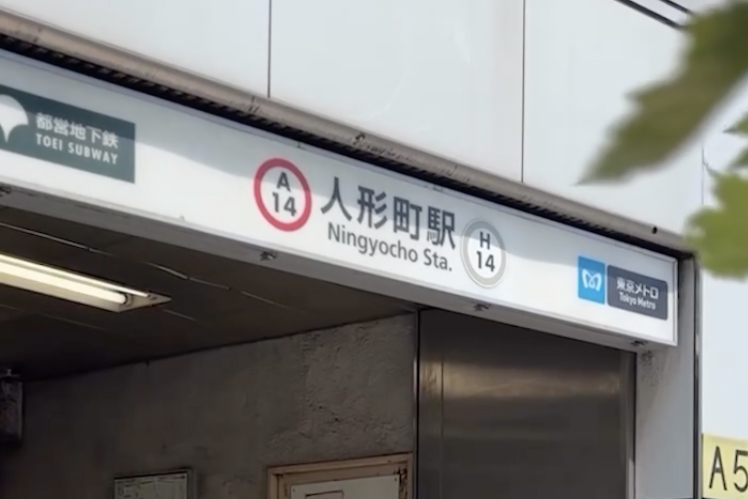 都営地下鉄
TOEI SUBWAY
A
14
人形町駅
Ningyocho Sta.
H
14
東京メトロ
Tokyo Metro
A5